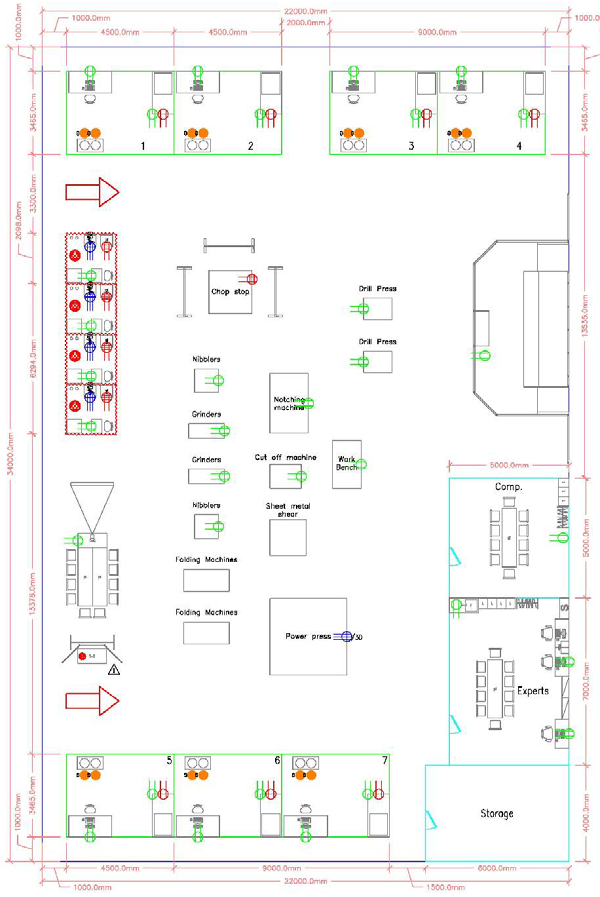 22000.0mm
1000.0mm
2000.0mm
1000.0mm
4500.0mm
4500.0mm
9000.0mm
1000.0mm
3465.0mm
3465.0mm
1
2
3
4
3300.0mm
2098.0mm
Chop stop
Drill Press
Drill Press
13535.0mm
Nibblers
Notching
machine
6294.0mm
Grinders
Grinders
Cut off machine
Work
Bench
34000.0mm
5000.0mm
Comp.
Nibblers
Sheet metal
shear
5000.0mm
Folding Machines
13376.0mm
Folding Machines
Power press
Experts
7000.0mm
5
6
7
3465.0mm
Storage
4000.0mm
1000.0mm
4500.0mm
9000.0mm
6000.0mm
22000.0mm
1000.0mm
1500.0mm